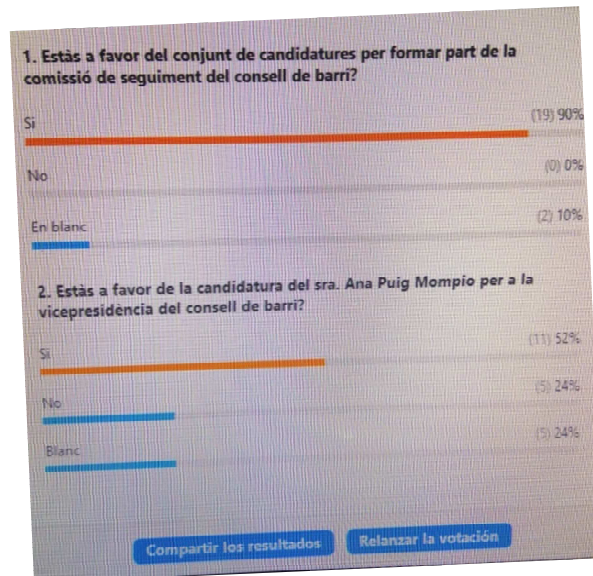 1. Estàs a favor del conjunt de candidatures per formar part de la
comissió de seguiment del consell de barri?
Si
(19) 90%
No
(0) 0%
En blanc
(2) 10%
2. Estàs a favor de la candidatura del sra. Ana Puig Mompio per a la
vicepresidència del consell de barri?
Si
(11) 52%
No
(5) 24%
Blanc
(5) 24%
Compartir los resultados
Relanzar la votación